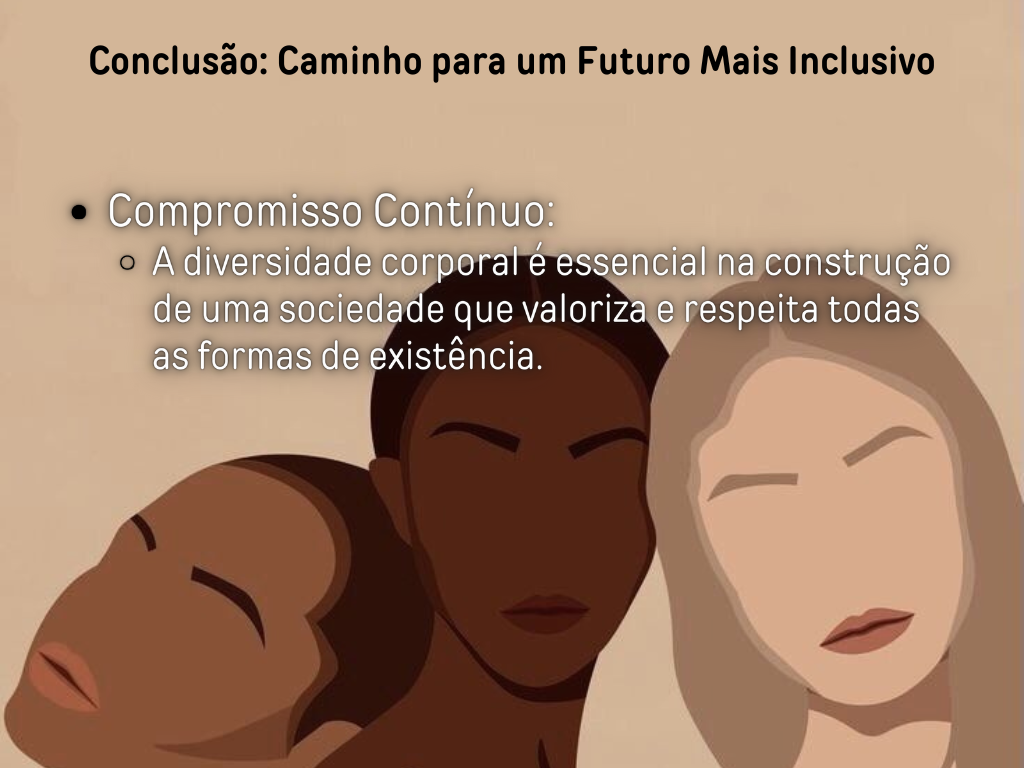 Conclusão: Caminho para um Futuro Mais Inclusivo
• Compromisso Contínuo:
◦ A diversidade corporal é essencial na construção
de uma sociedade que valoriza e respeita todas
as formas de existência.